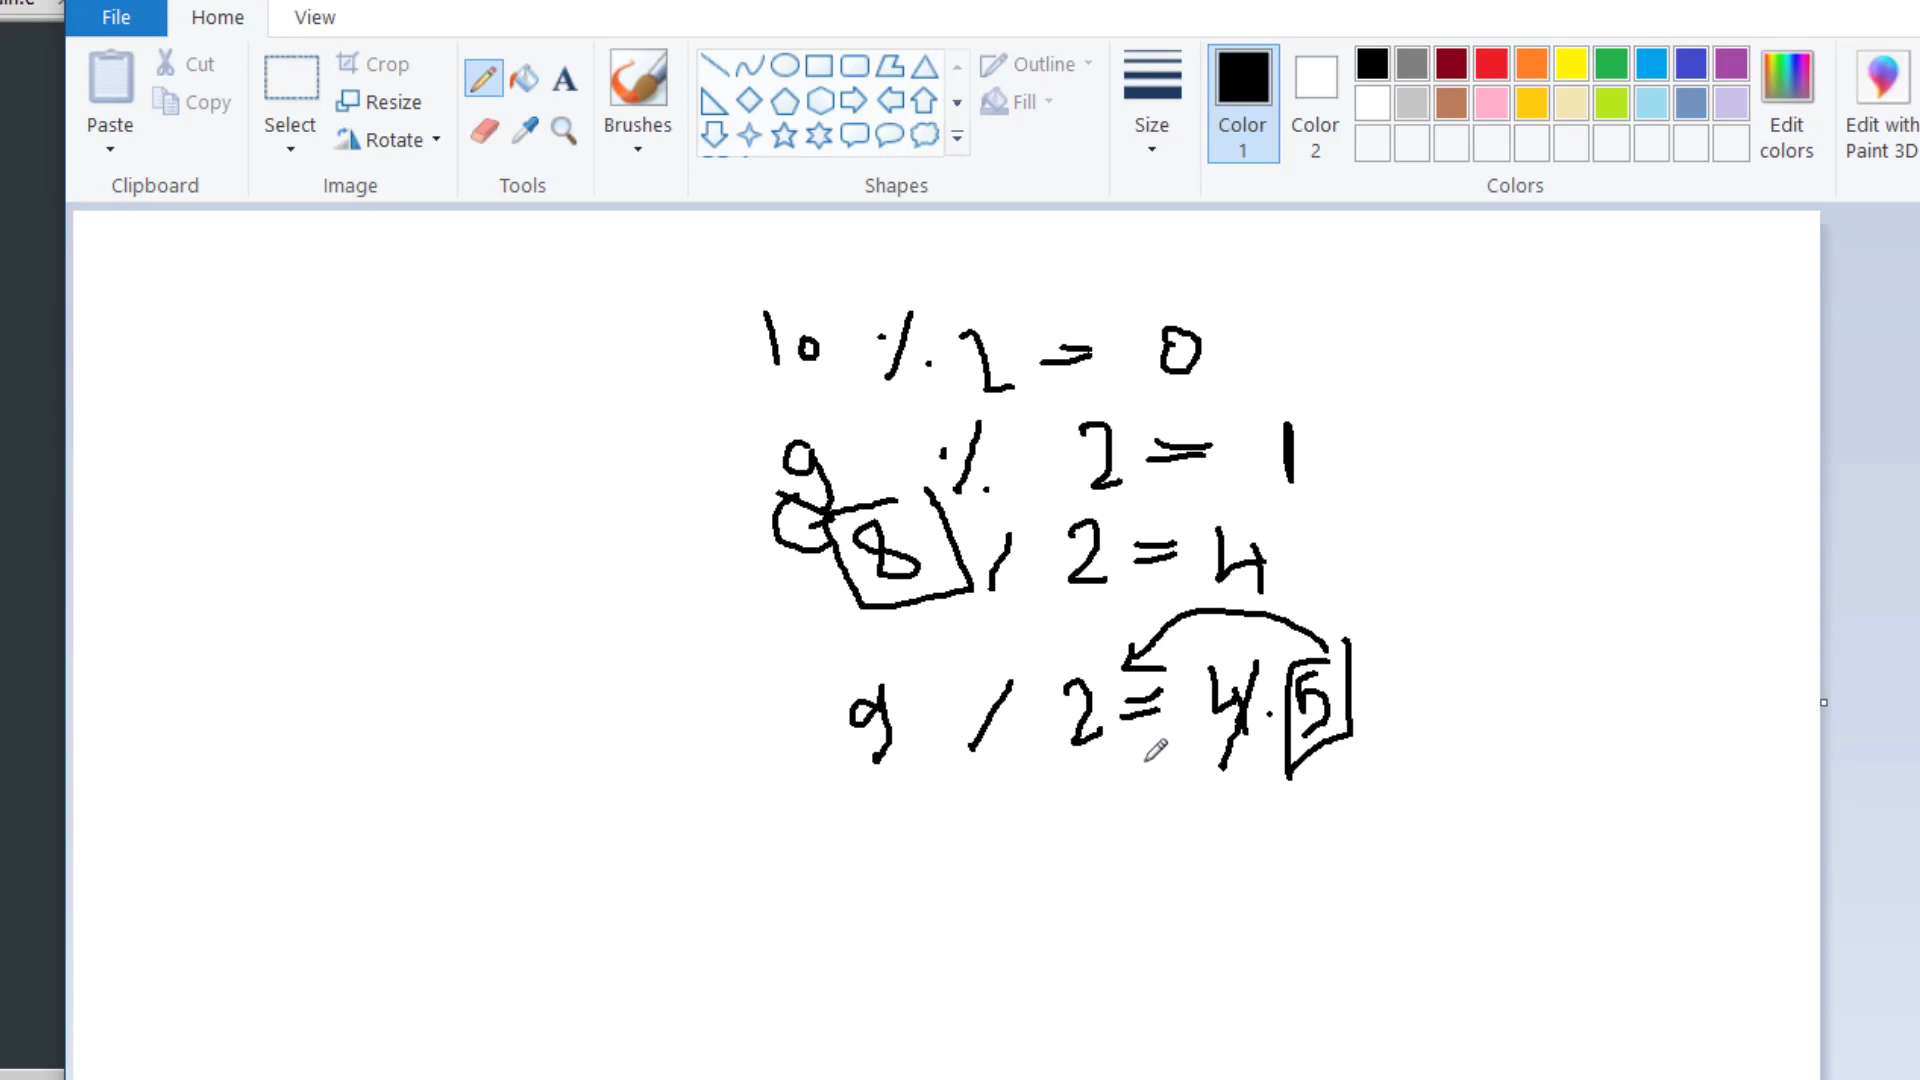 File Home View
Paste Cut Copy Clipboard
Select Crop Resize Rotate Image
A Tools
Brushes
Outline Fill Shapes
Size
Color 1 Color 2 Edit colors Colors
Edit with Paint 3D
10 % 2 = 0
9 % 2 = 1
8 / 2 = 4
9 / 2 = 4.5